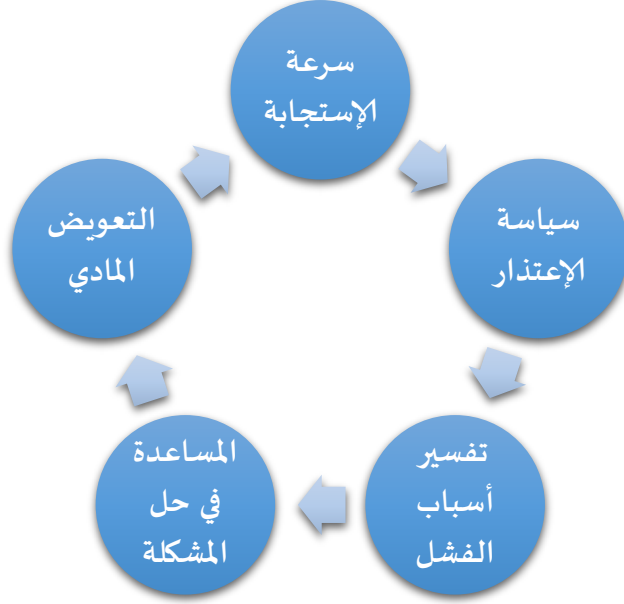 سرعة
الإستجابة
سياسة
الإعتذار
تفسير
أسباب
الفشل
المساعدة
في حل
المشكلة
التعويض
المادي